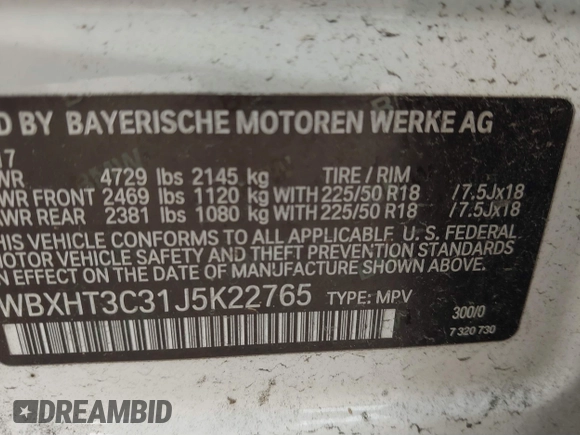 D BY BAYERISCHE MOTOREN WERKE AG
17
WR 4729 lbs 2145 kg TIRE / RIM
WR FRONT 2469 lbs 1120 kg WITH 225/50 R18 /7.5Jx18
WR REAR 2381 lbs 1080 kg WITH 225/50 R18 /7.5Jx18
HIS VEHICLE CONFORMS TO ALL APPLICABLE U. S.
MOTOR VEHICLE SAFETY AND THEFT PREVENTION STANDARDS
N EFFECT ON THE DATE OF MANUFACTURE SHOWN ABOVE.
WBXHT3C31J5K22765 TYPE: MPV
300/0
7 320 730
DREAMBID